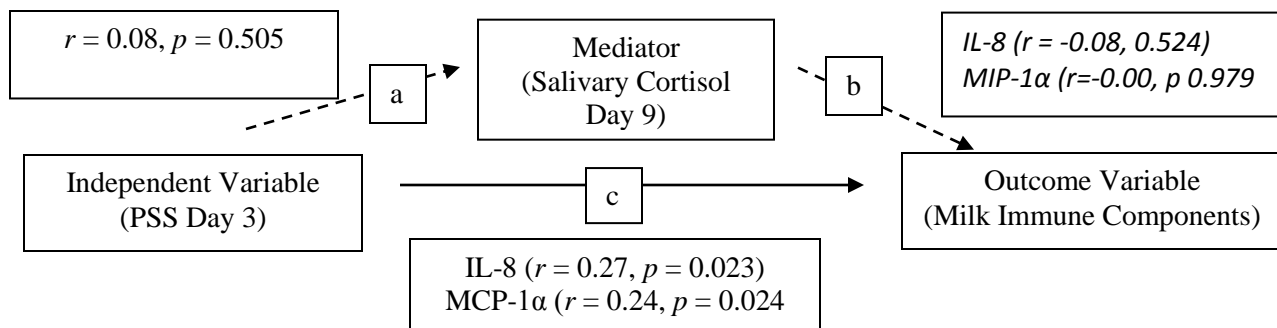 r = 0.08, p = 0.505
a
Mediator
(Salivary Cortisol
Day 9)
b
IL-8 (r = -0.08, 0.524)
MIP-1α (r=-0.00, p 0.979
Independent Variable
(PSS Day 3)
c
Outcome Variable
(Milk Immune Components)
IL-8 (r = 0.27, p = 0.023)
MCP-1α (r = 0.24, p = 0.024